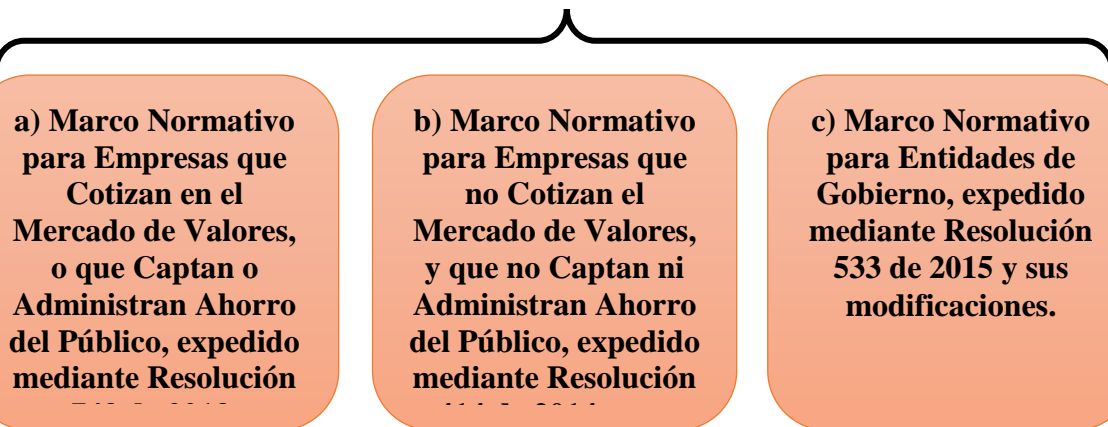 a) Marco Normativo
para Empresas que
Cotizan en el
Mercado de Valores,
o que Captan o
Administran Ahorro
del Público, expedido
mediante Resolución
b) Marco Normativo
para Empresas que
no Cotizan el
Mercado de Valores,
y que no Captan ni
Administran Ahorro
del Público, expedido
mediante Resolución
c) Marco Normativo
para Entidades de
Gobierno, expedido
mediante Resolución
533 de 2015 y sus
modificaciones.